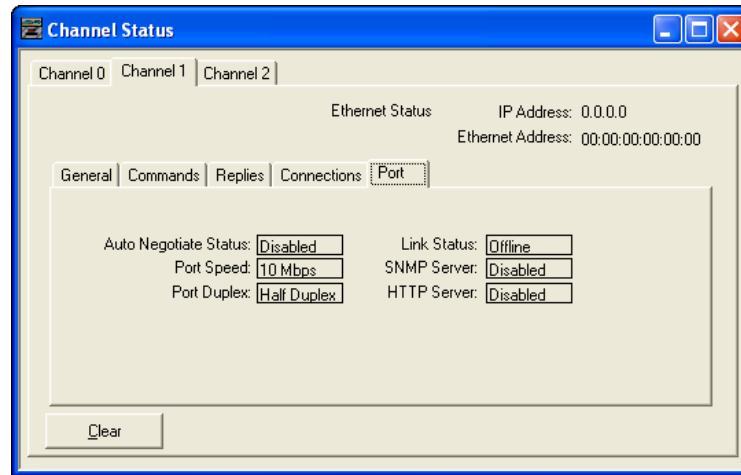 Channel Status
Channel 0 Channel 1 Channel 2
Ethernet Status IP Address: 0.0.0.0
Ethernet Address: 00:00:00:00:00:00
General Commands Replies Connections Port
Auto Negotiate Status: Disabled Link Status: Offline
Port Speed: 10 Mbps SNMP Server: Disabled
Port Duplex: Half Duplex HTTP Server: Disabled
Clear